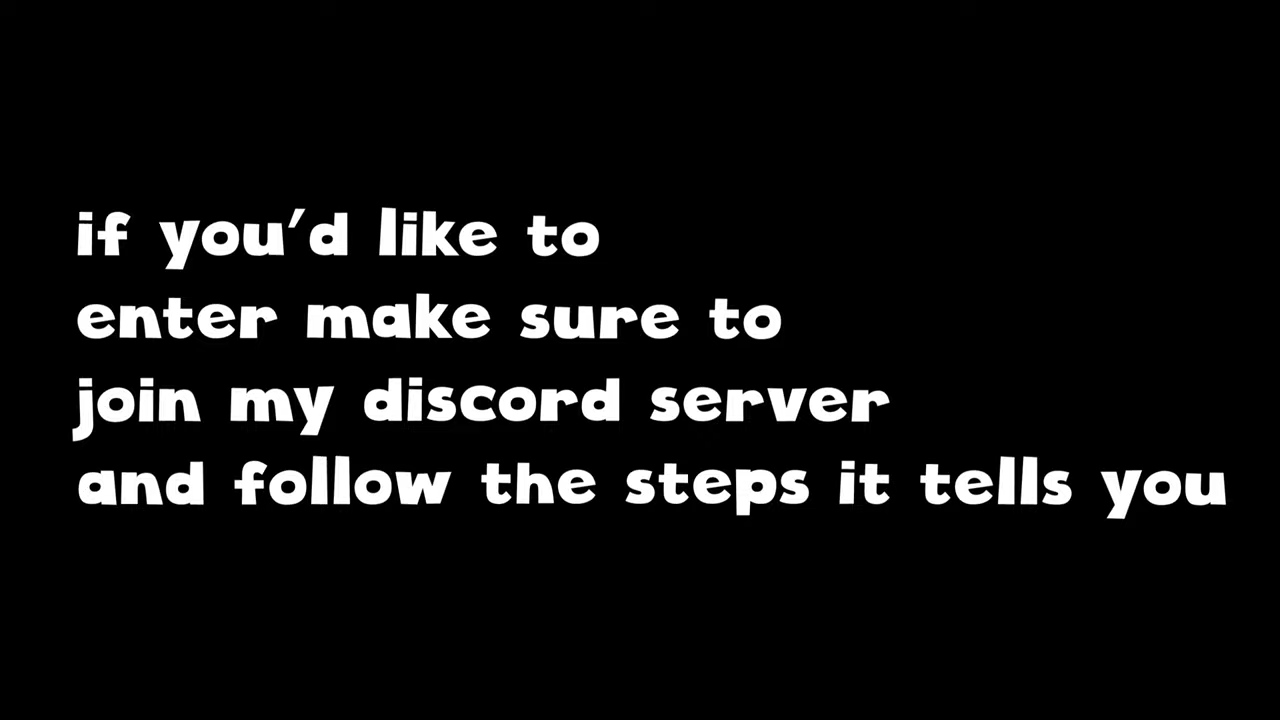 if you'd like to
enter make sure to
join my discord server
and follow the steps it tells you